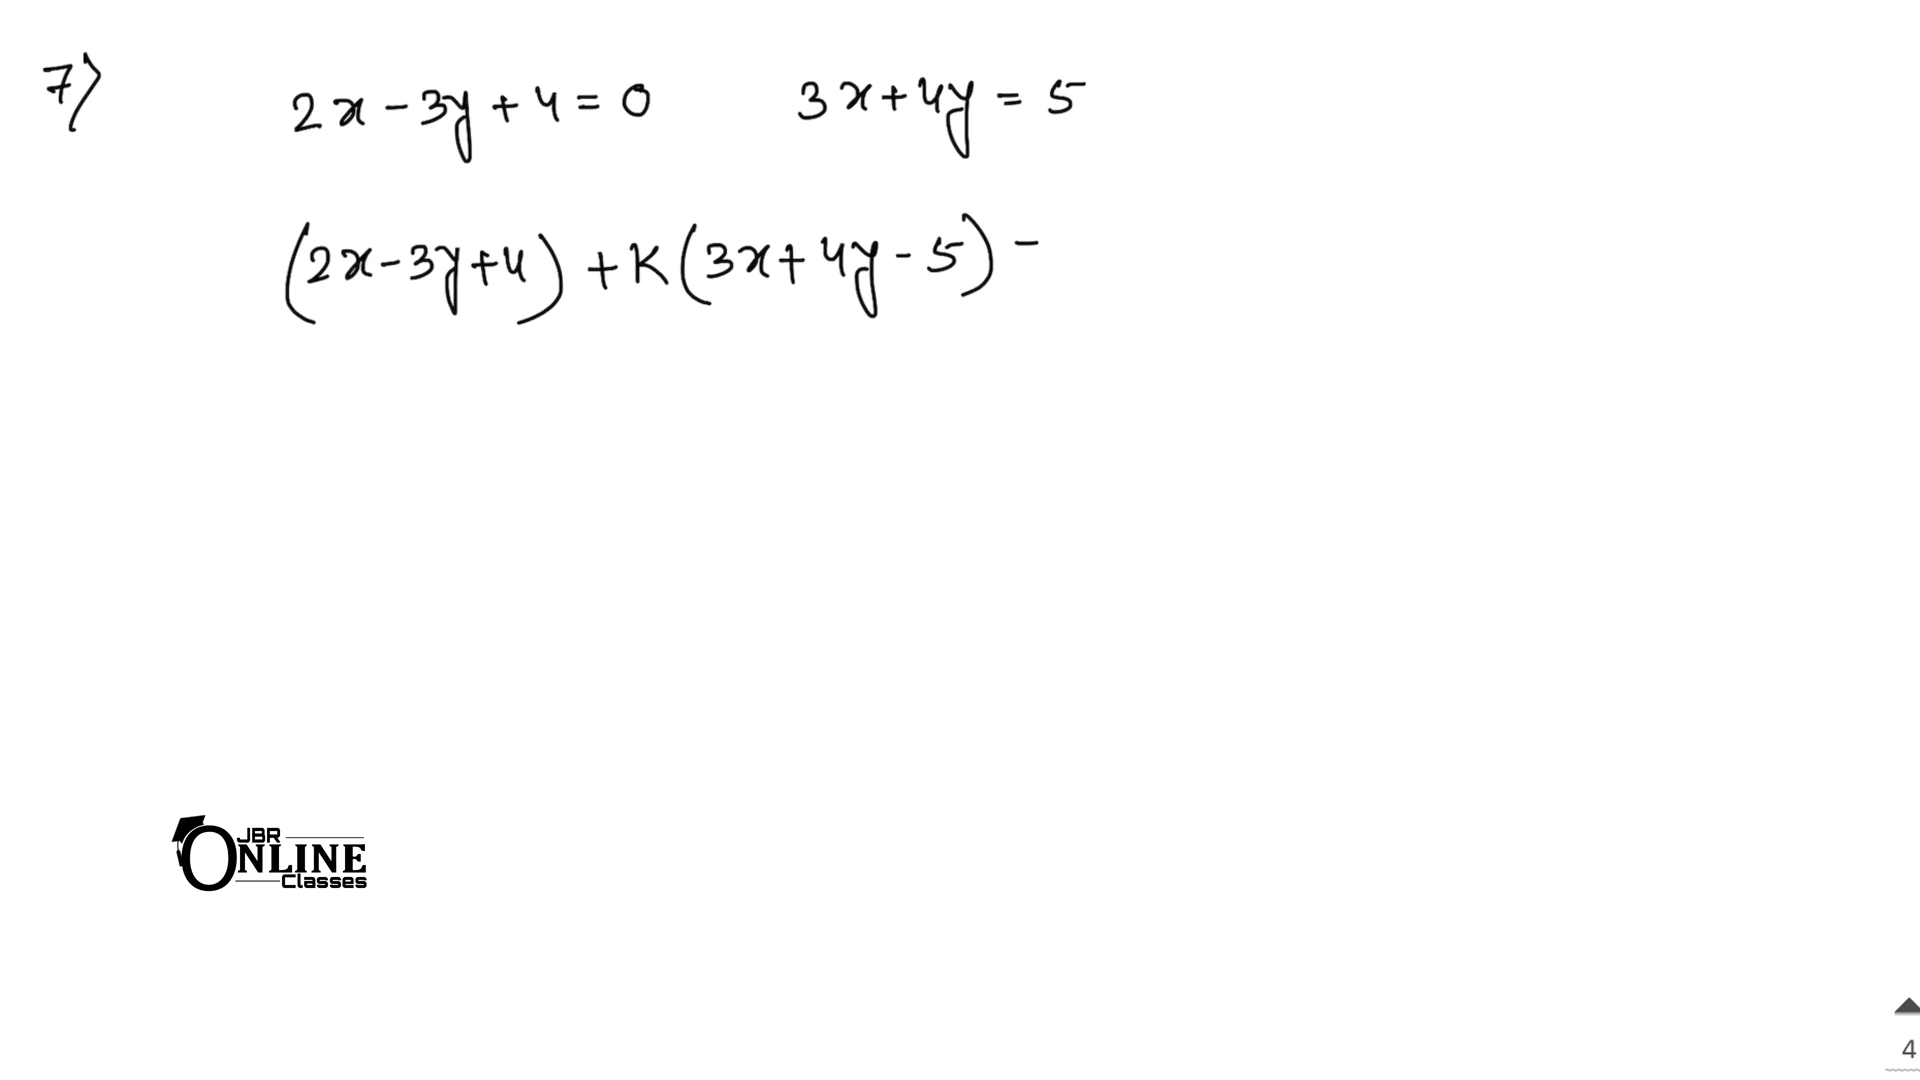 7) 2x - 3y + 4 = 0 3x + 4y = 5
(2x - 3y + 4) + K(3x + 4y - 5) -
JBR
ONLINE
Classes
4